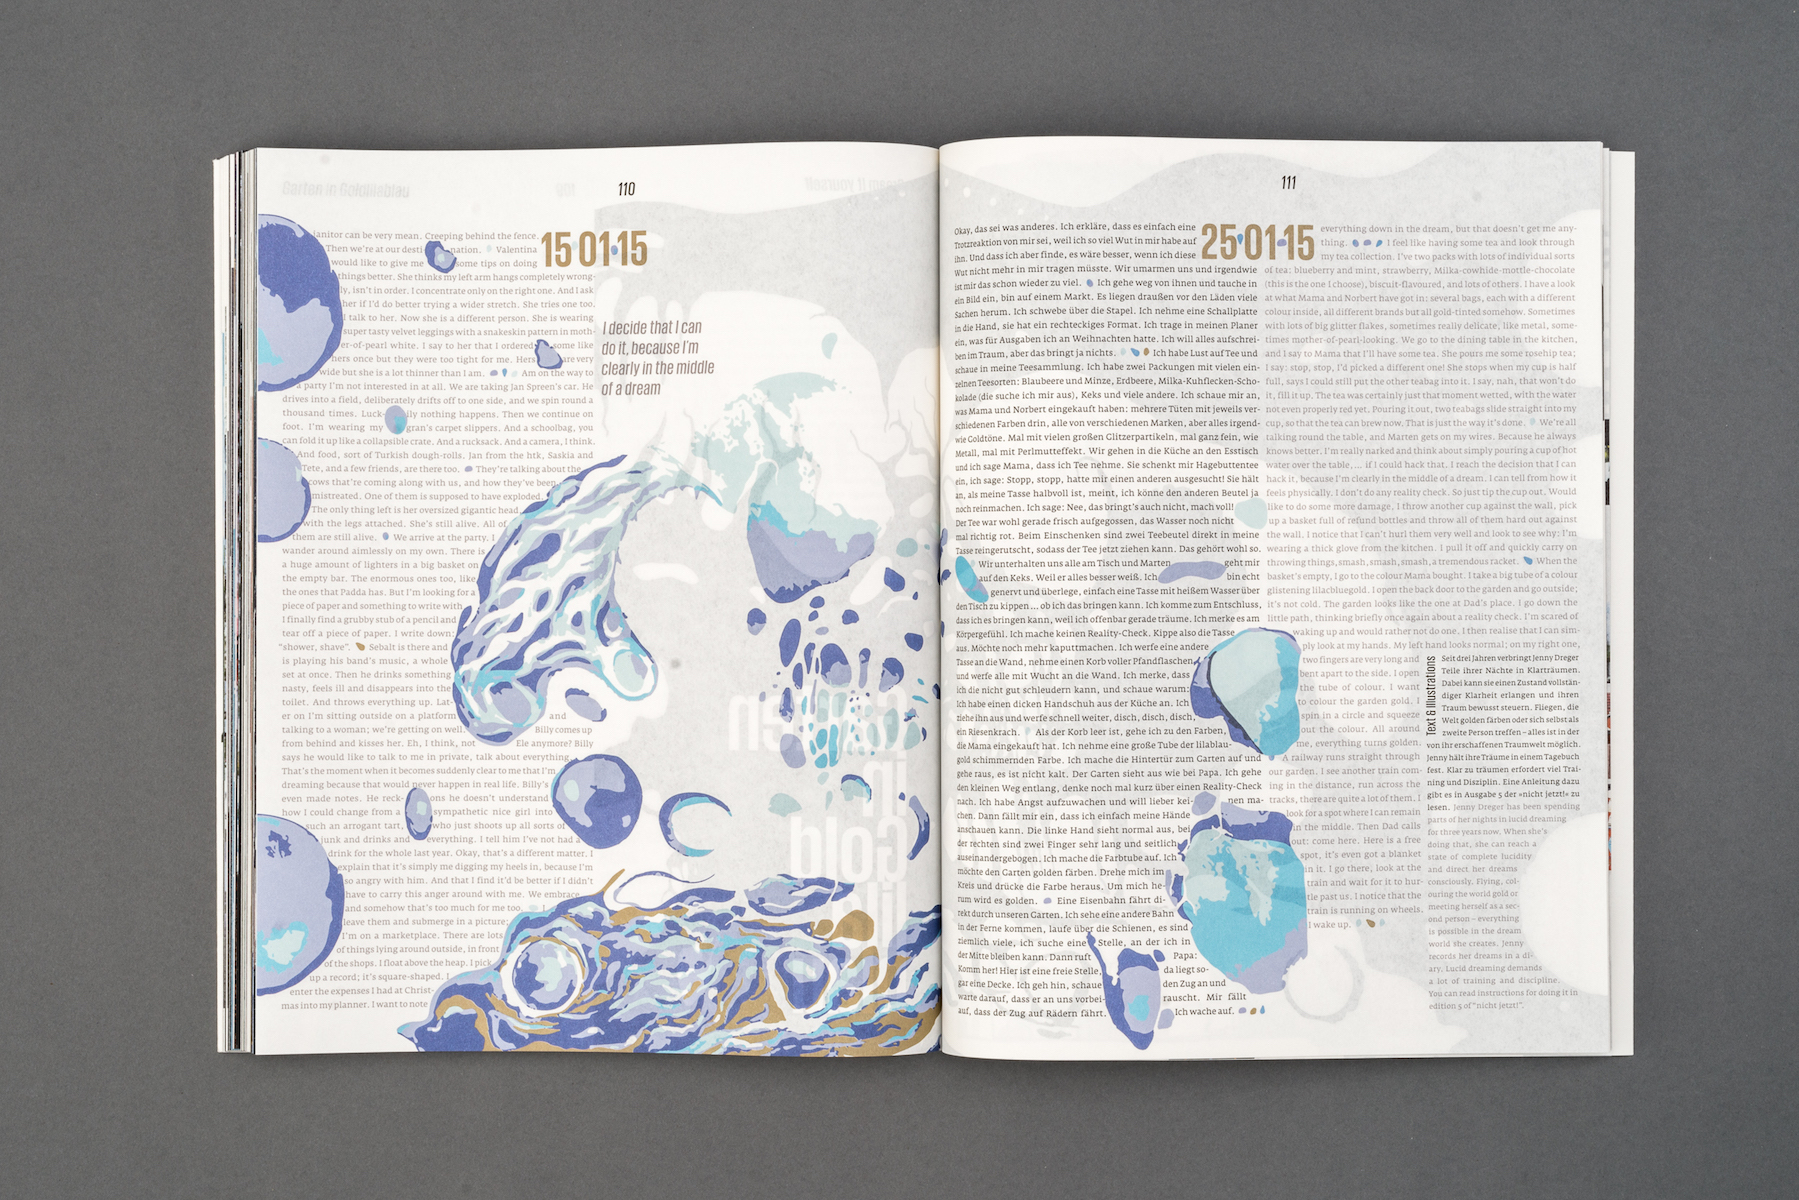 110
15 01 15
janitor can be very mean. Creeping behind the fence.
Then we're at our desti- nation. Valentina
would like to give me some tips on doing
things better. She thinks my left arm hangs completely wrong-
ly, isn't in order. I concentrate only on the right one. And I ask
her if I'd do better trying a wider stretch. She tries one too.
I talk to her. Now she is a different person. She is wearing
super tasty velvet leggings with a snakeskin pattern in moth-
er-of-pearl white. I say to her that I ordered some like
hers once but they were too tight for me. Hers are very
wide but she is a lot thinner than I am. Am on the way to
a party I'm not interested in at all. We are taking Jan Spreen's car. He
drives into a field, deliberately drifts off to one side, and we spin round a
thousand times. Luck- ily nothing happens. Then we continue on
foot. I'm wearing my gran's carpet slippers. And a schoolbag, you
can fold it up like a collapsible crate. And a rucksack. And a camera, I think.
And food, sort of Turkish dough-rolls. Jan from the htk, Saskia and
Tete, and a few friends, are there too. They're talking about the
cows that're coming along with us, and how they've been
mistreated. One of them is supposed to have exploded.
The only thing left is her oversized gigantic head,
with the legs attached. She's still alive. All of
them are still alive. We arrive at the party. I
wander around aimlessly on my own. There is
a huge amount of lighters in a big basket on
the empty bar. The enormous ones too, like
the ones that Padda has. But I'm looking for a
piece of paper and something to write with.
I finally find a grubby stub of a pencil and
tear off a piece of paper. I write down:
"shower, shave". Sebalt is there and
is playing his band's music, a whole
set at once. Then he drinks something
nasty, feels ill and disappears into the
toilet. And throws everything up. Lat-
er on I'm sitting outside on a platform and
talking to a woman; we're getting on well. Billy comes up
from behind and kisses her. Eh, I think, not Ele anymore? Billy
says he would like to talk to me in private, talk about everything.
That's the moment when it becomes suddenly clear to me that I'm
dreaming because that would never happen in real life. Billy's
even made notes. He reck- ons he doesn't understand
how I could change from a sympathetic nice girl into
such an arrogant tart, who just shoots up all sorts of
junk and drinks and everything. I tell him I've not had a
drink for the whole last year. Okay, that's a different matter. I
explain that it's simply me digging my heels in, because I'm
so angry with him. And that I find it'd be better if I didn't
have to carry this anger around with me. We embrace
and somehow that's too much for me too. I
leave them and submerge in a picture;
I'm on a marketplace. There are lots
of things lying around outside, in front
of the shops. I float above the heap. I pick
up a record; it's square-shaped. I
enter the expenses I had at Christ-
mas into my planner. I want to note
I decide that I can
do it, because I'm
clearly in the middle
of a dream
111
25 01 15
Okay, das sei was anderes. Ich erkläre, dass es einfach eine
Trotzreaktion von mir sei, weil ich so viel Wut in mir habe auf
ihn. Und dass ich aber finde, es wäre besser, wenn ich diese
Wut nicht mehr in mir tragen müsste. Wir umarmen uns und irgendwie
ist mir das schon wieder zu viel. Ich gehe weg von ihnen und tauche in
ein Bild ein, bin auf einem Markt. Es liegen draußen vor den Läden viele
Sachen herum. Ich schwebe über die Stapel. Ich nehme eine Schallplatte
in die Hand, sie hat ein rechteckiges Format. Ich trage in meinen Planer
ein, was für Ausgaben ich an Weihnachten hatte. Ich will alles aufschrei-
ben im Traum, aber das bringt ja nichts. Ich habe Lust auf Tee und
schaue in meine Teesammlung. Ich habe zwei Packungen mit vielen ein-
zelnen Teesorten: Blaubeere und Minze, Erdbeere, Milka-Kuhflecken-Scho-
kolade (die suche ich mir aus), Keks und viele andere. Ich schaue mir an,
was Mama und Norbert eingekauft haben: mehrere Tüten mit jeweils ver-
schiedenen Farben drin, alle von verschiedenen Marken, aber alles irgend-
wie Goldtöne. Mal mit vielen großen Glitzerpartikeln, mal ganz fein, wie
Metall, mal mit Perlmutteffekt. Wir gehen in die Küche an den Esstisch
und ich sage Mama, dass ich Tee nehme. Sie schenkt mir Hagebuttentee
ein, ich sage: Stopp, stopp, hatte mir einen anderen ausgesucht! Sie hält
an, als meine Tasse halbvoll ist, meint, ich könne den anderen Beutel ja
noch reinmachen. Ich sage: Nee, das bringt's auch nicht, mach voll!
Der Tee war wohl gerade frisch aufgegossen, das Wasser noch nicht
mal richtig rot. Beim Einschenken sind zwei Teebeutel direkt in meine
Tasse reingerutscht, sodass der Tee jetzt ziehen kann. Das gehört wohl so.
Wir unterhalten uns alle am Tisch und Marten geht mir
auf den Keks. Weil er alles besser weiß. Ich bin echt
genervt und überlege, einfach eine Tasse mit heißem Wasser über
den Tisch zu kippen ... ob ich das bringen kann. Ich komme zum Entschluss,
dass ich es bringen kann, weil ich offenbar gerade träume. Ich merke es am
Körpergefühl. Ich mache keinen Reality-Check. Kippe also die Tasse
aus. Möchte noch mehr kaputtmachen. Ich werfe eine andere
Tasse an die Wand, nehme einen Korb voller Pfandflaschen
und werfe alle mit Wucht an die Wand. Ich merke, dass
ich die nicht gut schleudern kann, und schaue warum:
ich habe einen dicken Handschuh aus der Küche an. Ich
ziehe ihn aus und werfe schnell weiter, disch, disch, disch,
ein Riesenkrach. Als der Korb leer ist, gehe ich zu den Farben,
die Mama eingekauft hat. Ich nehme eine große Tube der lilablau-
gold schimmernden Farbe. Ich mache die Hintertür zum Garten auf und
gehe raus, es ist nicht kalt. Der Garten sieht aus wie bei Papa. Ich gehe
den kleinen Weg entlang, denke noch mal kurz über einen Reality-Check
nach. Ich habe Angst aufzuwachen und will lieber kei- nen ma-
chen. Dann fällt mir ein, dass ich einfach meine Hände
anschauen kann. Die linke Hand sieht normal aus, bei
der rechten sind zwei Finger sehr lang und seitlich
auseinandergebogen. Ich mache die Farbtube auf. Ich
möchte den Garten golden färben. Drehe mich im
Kreis und drücke die Farbe heraus. Um mich he-
rum wird es golden. Eine Eisenbahn fährt di-
rekt durch unseren Garten. Ich sehe eine andere Bahn
in der Ferne kommen, laufe über die Schienen, es sind
ziemlich viele, ich suche eine Stelle, an der ich in
der Mitte bleiben kann. Dann ruft Papa:
Komm her! Hier ist eine freie Stelle, da liegt so-
gar eine Decke. Ich geh hin, schaue den Zug an und
warte darauf, dass er an uns vorbei- rauscht. Mir fällt
auf, dass der Zug auf Rädern fährt. Ich wache auf.
everything down in the dream, but that doesn't get me any-
thing. I feel like having some tea and look through
my tea collection. I've two packs with lots of individual sorts
of tea: blueberry and mint, strawberry, Milka-cowhide-mottle-chocolate
(this is the one I choose), biscuit-flavoured, and lots of others. I have a look
at what Mama and Norbert have got in: several bags, each with a different
colour inside, all different brands but all gold-tinted somehow. Sometimes
with lots of big glitter flakes, sometimes really delicate, like metal, some-
times mother-of-pearl-looking. We go to the dining table in the kitchen,
and I say to Mama that I'll have some tea. She pours me some rosehip tea;
I say: stop, stop, I'd picked a different one! She stops when my cup is half
full, says I could still put the other teabag into it. I say, nah, that won't do
it, fill it up. The tea was certainly just that moment wetted, with the water
not even properly red yet. Pouring it out, two teabags slide straight into my
cup, so that the tea can brew now. That is just the way it's done. We're all
talking round the table, and Marten gets on my wires. Because he always
knows better. I'm really narked and think about simply pouring a cup of hot
water over the table, ... if I could hack that. I reach the decision that I can
hack it, because I'm clearly in the middle of a dream. I can tell from how it
feels physically. I don't do any reality check. So just tip the cup out. Would
like to do some more damage, I throw another cup against the wall, pick
up a basket full of refund bottles and throw all of them hard out against
the wall. I notice that I can't hurl them very well and look to see why: I'm
wearing a thick glove from the kitchen. I pull it off and quickly carry on
throwing things, smash, smash, smash, a tremendous racket. When the
basket's empty, I go to the colour Mama bought. I take a big tube of a colour
glistening lilacbluegold. I open the back door to the garden and go outside;
it's not cold. The garden looks like the one at Dad's place. I go down the
little path, thinking briefly once again about a reality check. I'm scared of
waking up and would rather not do one. I then realise that I can sim-
ply look at my hands. My left hand looks normal; on my right one,
two fingers are very long and
bent apart to the side. I open
the tube of colour. I want
to colour the garden gold. I
spin in a circle and squeeze
out the colour. All around
me, everything turns golden.
A railway runs straight through
our garden. I see another train com-
ing in the distance, run across the
tracks, there are quite a lot of them. I
look for a spot where I can remain
in the middle. Then Dad calls
out: come here. Here is a free
spot, it's even got a blanket
in it. I go there, look at the
train and wait for it to hur-
tle past us. I notice that the
train is running on wheels.
I wake up.
Text & Illustrations
Seit drei Jahren verbringt Jenny Dreger
Teile ihrer Nächte in Klarträumen.
Dabei kann sie einen Zustand vollstän-
diger Klarheit erlangen und ihren
Traum bewusst steuern. Fliegen, die
Welt golden färben oder sich selbst als
zweite Person treffen – alles ist in der
von ihr erschaffenen Traumwelt möglich.
Jenny hält ihre Träume in einem Tagebuch
fest. Klar zu träumen erfordert viel Trai-
ning und Disziplin. Eine Anleitung dazu
gibt es in Ausgabe 5 der »nicht jetzt!« zu
lesen. Jenny Dreger has been spending
parts of her nights in lucid dreaming
for three years now. When she's
doing that, she can reach a
state of complete lucidity
and direct her dreams
consciously. Flying, col-
ouring the world gold or
meeting herself as a sec-
ond person – everything
is possible in the dream
world she creates. Jenny
records her dreams in a di-
ary. Lucid dreaming demands
a lot of training and discipline.
You can read instructions for doing it in
edition 5 of "nicht jetzt!".